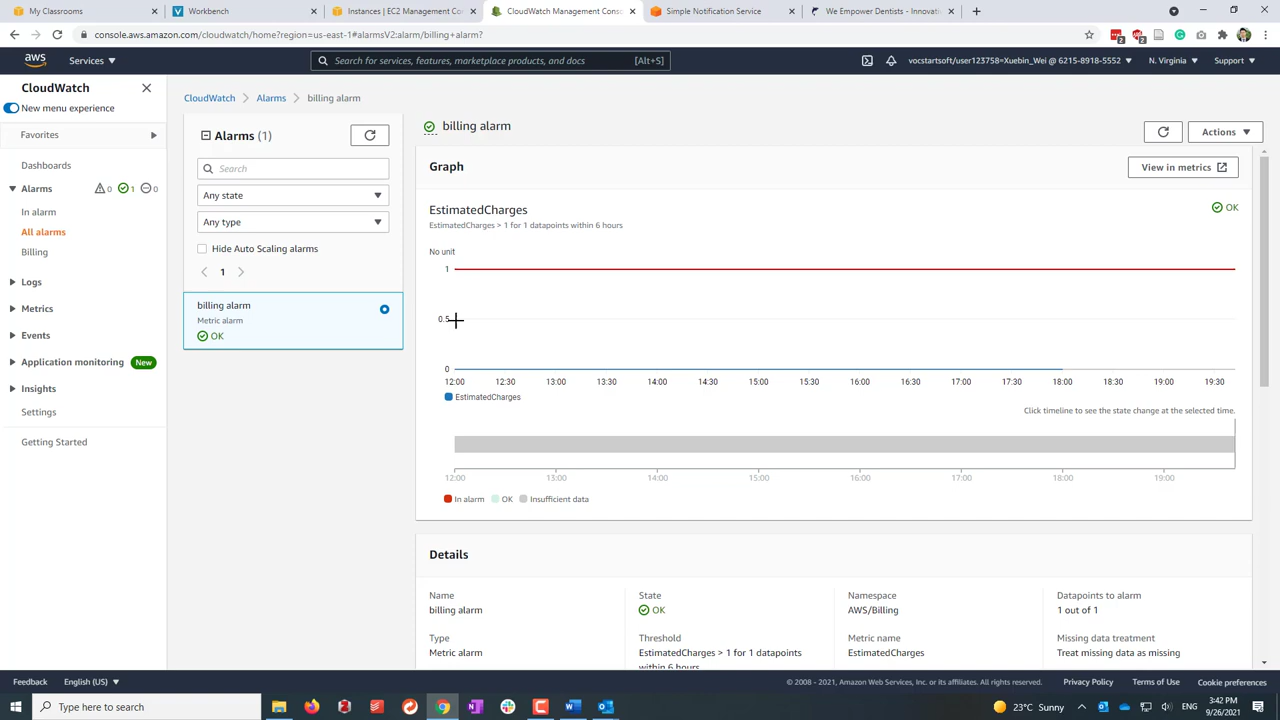 My Classrooms
Workbench
Instances | EC2 Management Con
CloudWatch Management Cons
Simple Notification Service
We Empower Dentists - Innovati
console.aws.amazon.com/cloudwatch/home?region=us-east-1#alarmsV2:alarm/billing+alarm?
aws
Services
Search for services, features, marketplace products, and docs
[Alt+S]
vocstartsoft/user123758=Xuebin_Wei @ 6215-8918-5552
N. Virginia
Support
CloudWatch
New menu experience
Favorites
Dashboards
Alarms
0
1
0
In alarm
All alarms
Billing
Logs
Metrics
Events
Application monitoring
New
Insights
Settings
Getting Started
CloudWatch
Alarms
billing alarm
Alarms (1)
Search
Any state
Any type
Hide Auto Scaling alarms
1
billing alarm
Metric alarm
OK
billing alarm
Actions
Graph
View in metrics
EstimatedCharges
EstimatedCharges > 1 for 1 datapoints within 6 hours
OK
No unit
1
0.5
0
12:00 12:30 13:00 13:30 14:00 14:30 15:00 15:30 16:00 16:30 17:00 17:30 18:00 18:30 19:00 19:30
EstimatedCharges
Click timeline to see the state change at the selected time.
12:00 13:00 14:00 15:00 16:00 17:00 18:00 19:00
In alarm
OK
Insufficient data
Details
Name
billing alarm
State
OK
Namespace
AWS/Billing
Datapoints to alarm
1 out of 1
Type
Metric alarm
Threshold
EstimatedCharges > 1 for 1 datapoints
within 6 hours
Metric name
EstimatedCharges
Missing data treatment
Treat missing data as missing
Feedback
English (US)
© 2008 - 2021, Amazon Web Services, Inc. or its affiliates. All rights reserved.
Privacy Policy
Terms of Use
Cookie preferences
Type here to search
23°C Sunny
3:42 PM
9/26/2021